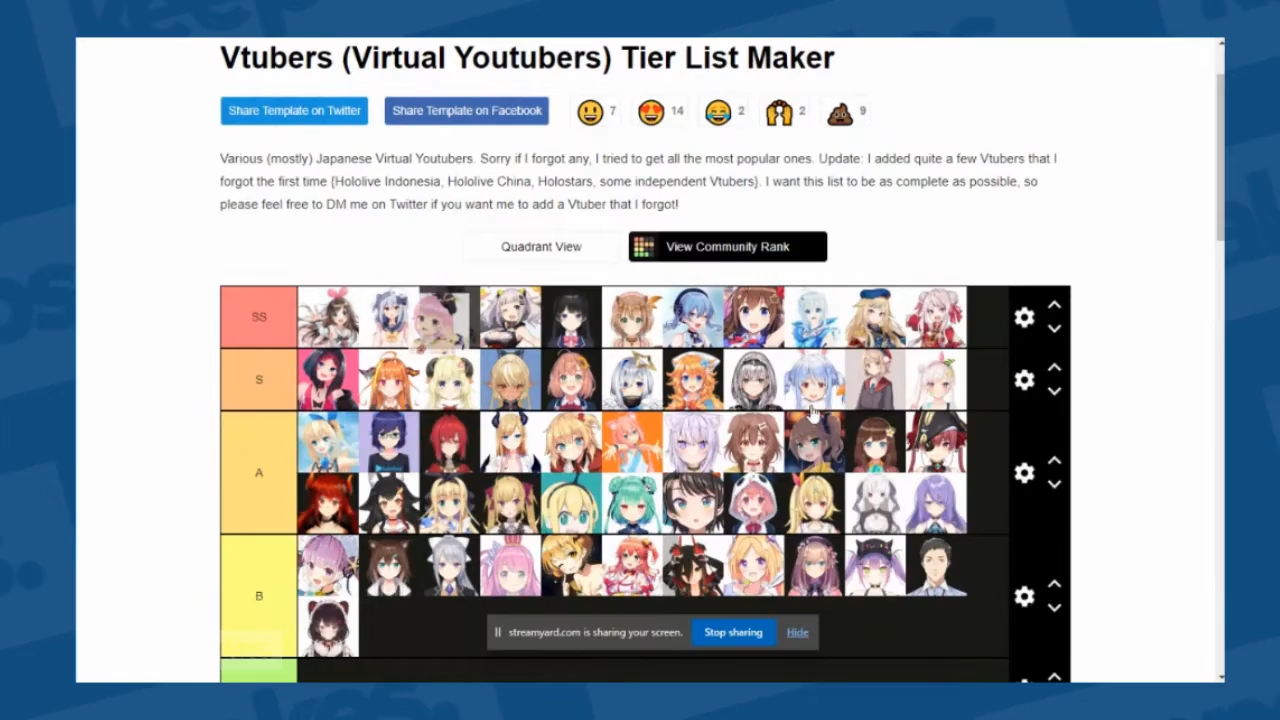 Vtubers (Virtual Youtubers) Tier List Maker
Share Template on Twitter
Share Template on Facebook
7
14
2
2
9
Various (mostly) Japanese Virtual Youtubers. Sorry if I forgot any, I tried to get all the most popular ones. Update: I added quite a few Vtubers that I
forgot the first time {Hololive Indonesia, Hololive China, Holostars, some independent Vtubers}. I want this list to be as complete as possible, so
please feel free to DM me on Twitter if you want me to add a Vtuber that I forgot!
Quadrant View
View Community Rank
SS
S
A
B
streamyard.com is sharing your screen.
Stop sharing
Hide